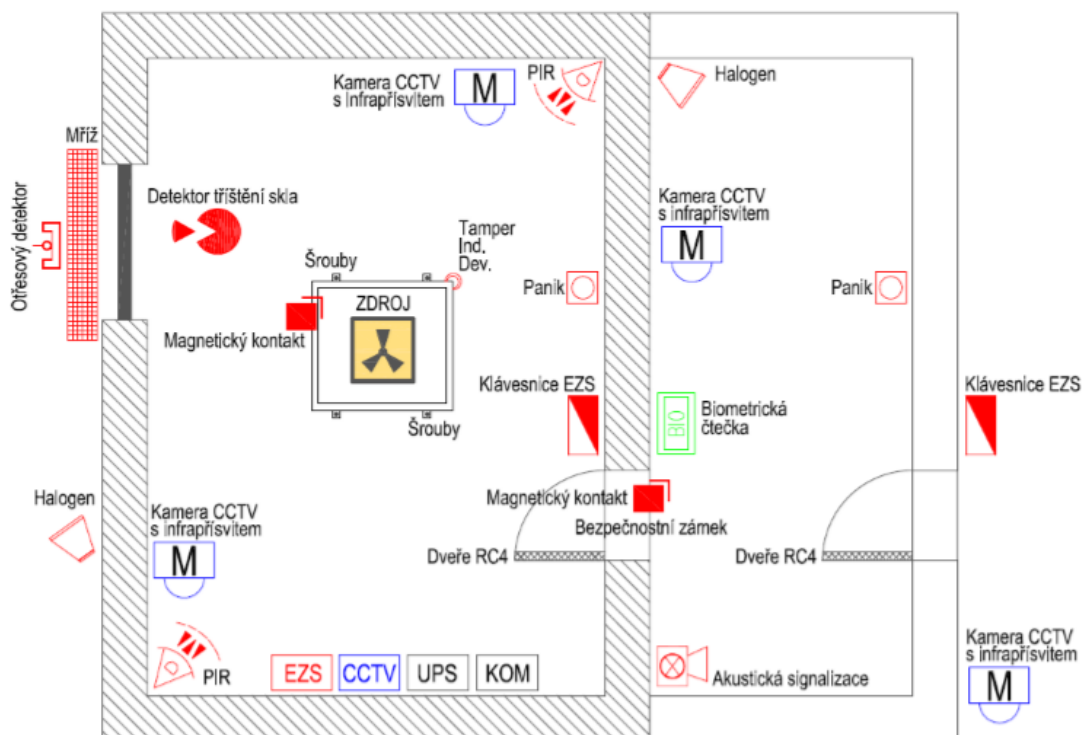 Kamera CCTV
s infrapřísvitem
M
PIR
Halogen
Mříž
Otřesový detektor
Detektor tříštění skla
Kamera CCTV
s infrapřísvitem
M
Tamper
Ind.
Dev.
Šrouby
ZDROJ
Panik
Panik
Magnetický kontakt
Klávesnice EZS
Klávesnice EZS
BIO
Biometrická
čtečka
Šrouby
Halogen
Kamera CCTV
s infrapřísvitem
M
Magnetický kontakt
Bezpečnostní zámek
Dveře RC4
Dveře RC4
PIR
EZS
CCTV
UPS
KOM
Akustická signalizace
Kamera CCTV
s infrapřísvitem
M